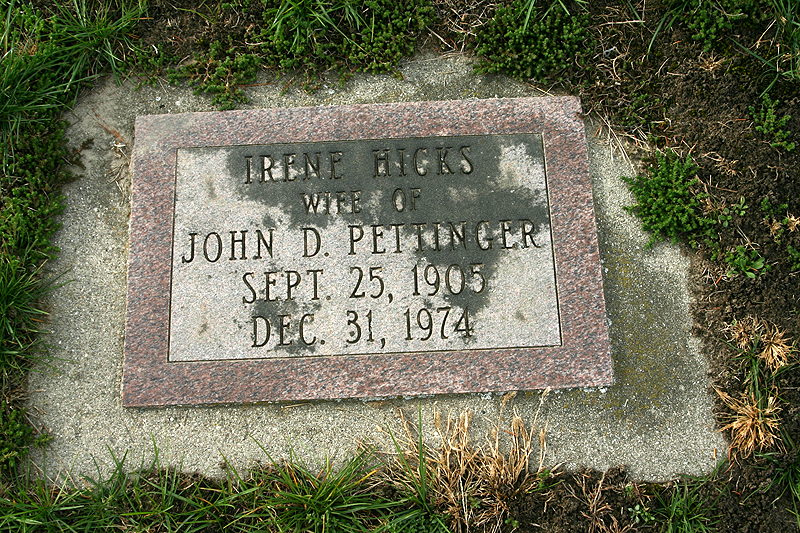 IRENE HICKS
WIFE OF
JOHN D. PETTINGER
SEPT. 25, 1905
DEC. 31, 1974